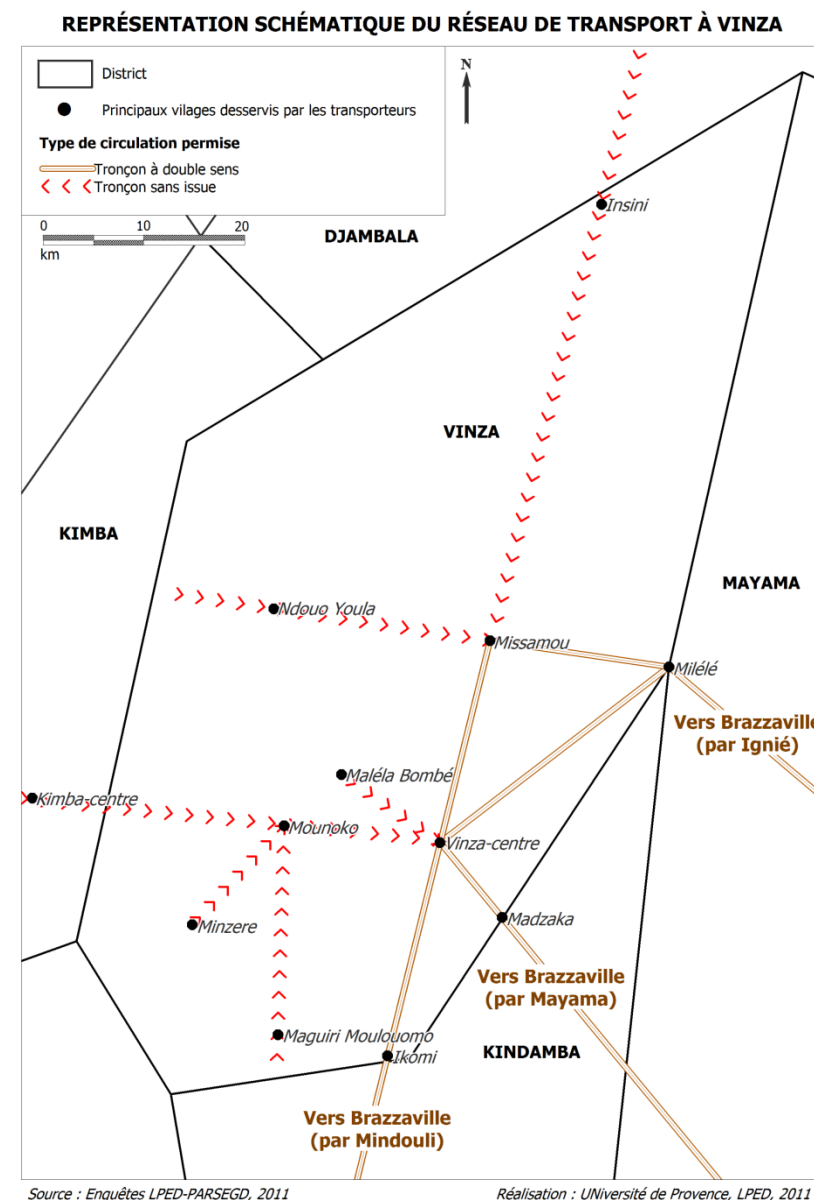 REPRÉSENTATION SCHÉMATIQUE DU RÉSEAU DE TRANSPORT À VINZA
District
Principaux vilages desservis par les transporteurs
Type de circulation permise
Tronçon à double sens
Tronçon sans issue
N
0 10 20
km
Insini
DJAMBALA
VINZA
KIMBA
MAYAMA
Ndouo Youla
Missamou
Milélé
Vers Brazzaville
(par Ignié)
Maléla Bombé
Kimba-centre
Mounoko
Vinza-centre
Minzere
Madzaka
Vers Brazzaville
(par Mayama)
Maguiri Moulouomo
Ikomi
KINDAMBA
Vers Brazzaville
(par Mindouli)
Source : Enquêtes LPED-PARSEGD, 2011
Réalisation : UNiversité de Provence, LPED, 2011